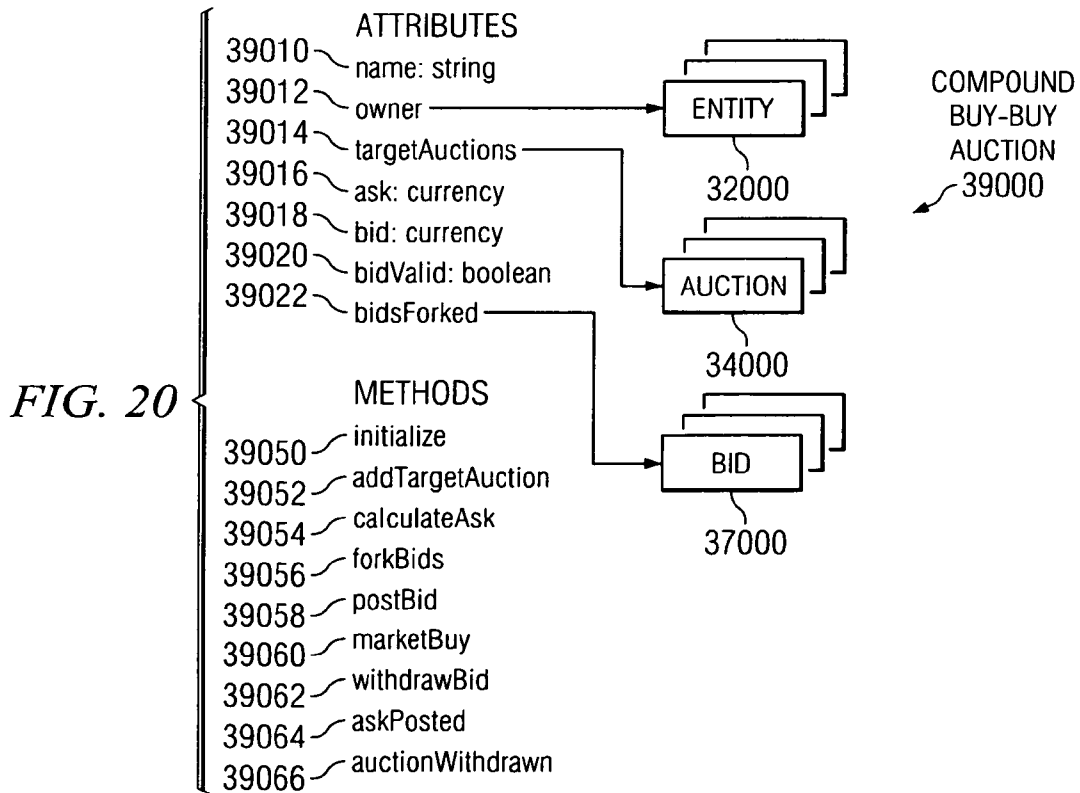 FIG. 20
ATTRIBUTES
39010 name: string
39012 owner
39014 targetAuctions
39016 ask: currency
39018 bid: currency
39020 bidValid: boolean
39022 bidsForked
METHODS
39050 initialize
39052 addTargetAuction
39054 calculateAsk
39056 forkBids
39058 postBid
39060 marketBuy
39062 withdrawBid
39064 askPosted
39066 auctionWithdrawn
ENTITY
32000
AUCTION
34000
BID
37000
COMPOUND
BUY-BUY
AUCTION
39000